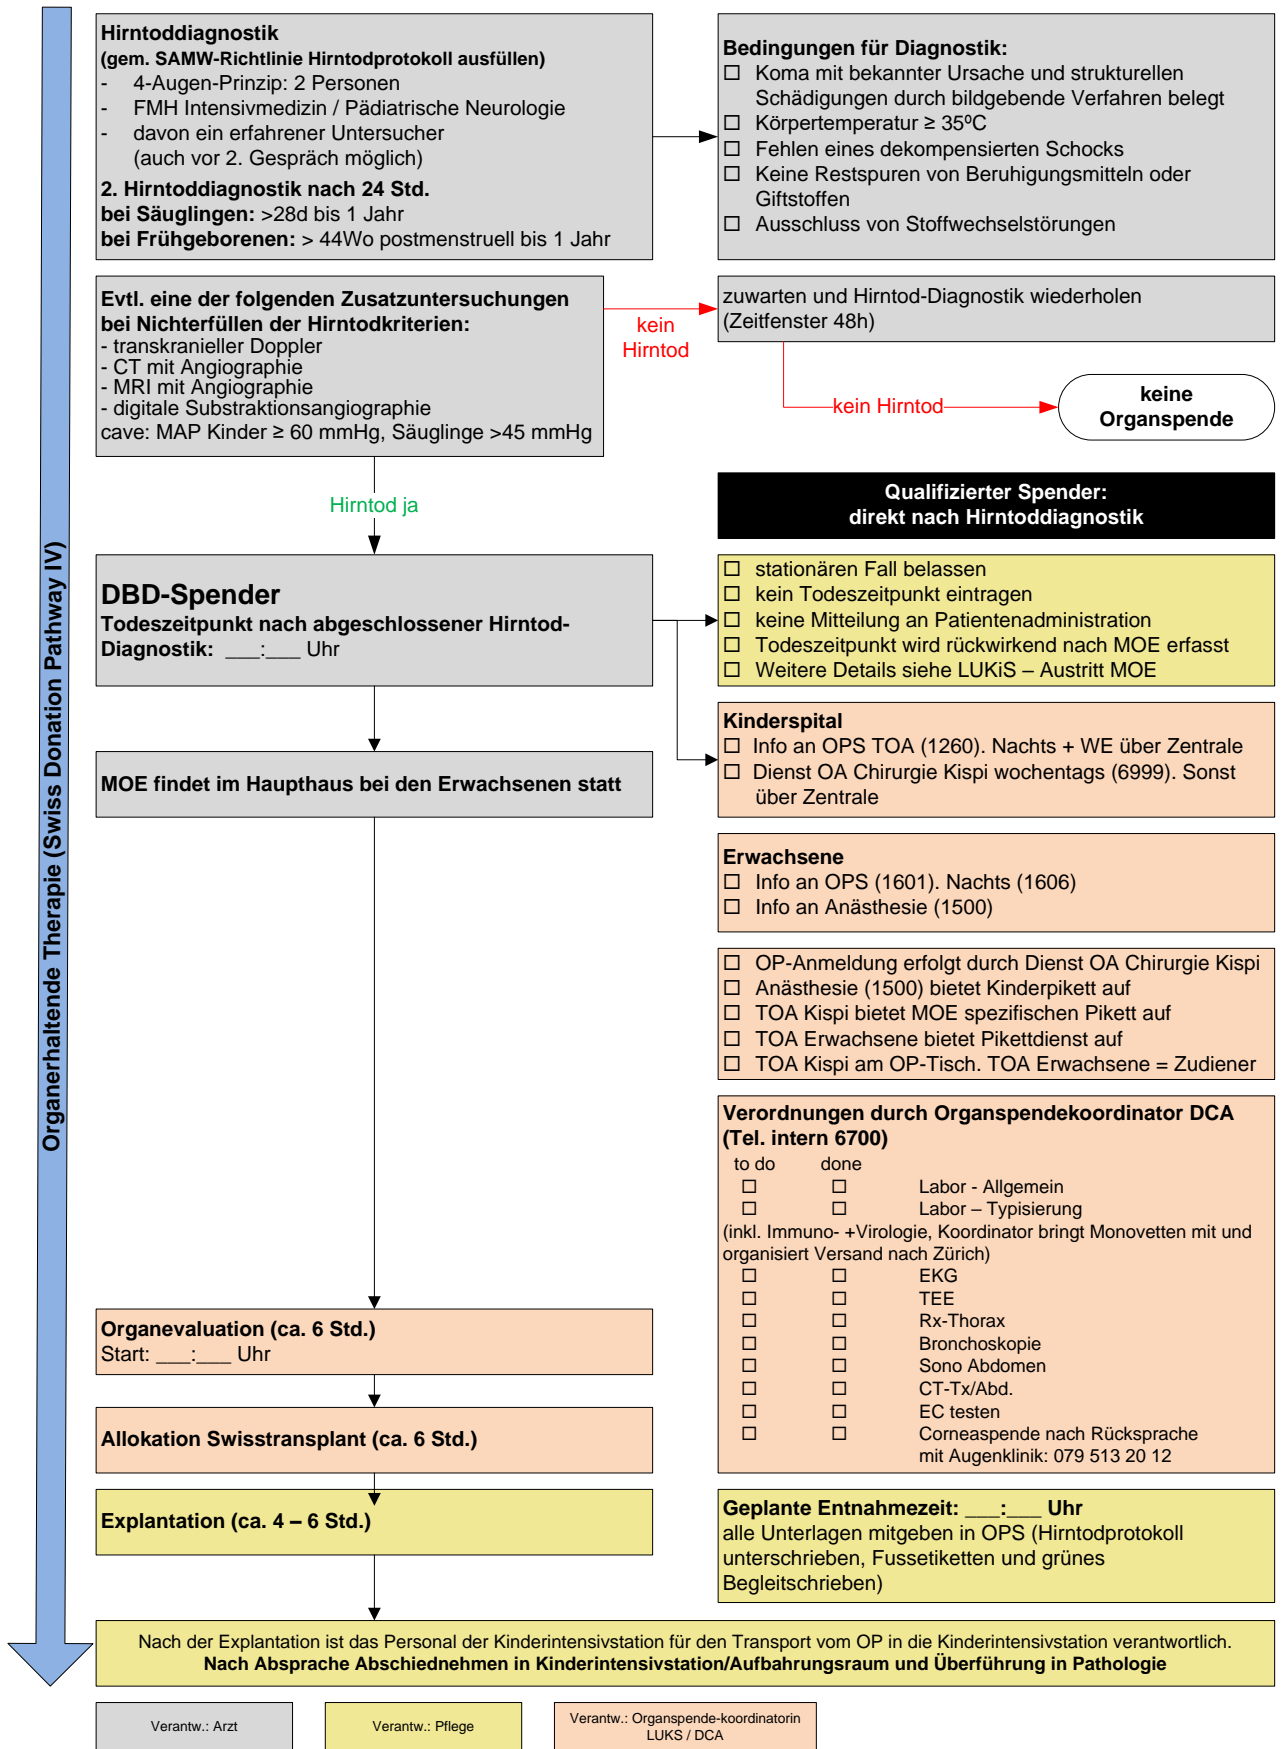 Organerhaltende Therapie (Swiss Donation Pathway IV)
Hirntoddiagnostik
(gem. SAMW-Richtlinie Hirntodprotokoll ausfüllen)
- 4-Augen-Prinzip: 2 Personen
- FMH Intensivmedizin / Pädiatrische Neurologie
- davon ein erfahrener Untersucher
(auch vor 2. Gespräch möglich)
2. Hirntoddiagnostik nach 24 Std.
bei Säuglingen: >28d bis 1 Jahr
bei Frühgeborenen: > 44Wo postmenstruell bis 1 Jahr
Bedingungen für Diagnostik:
☐ Koma mit bekannter Ursache und strukturellen
Schädigungen durch bildgebende Verfahren belegt
☐ Körpertemperatur ≥ 35ºC
☐ Fehlen eines dekompensierten Schocks
☐ Keine Restspuren von Beruhigungsmitteln oder
Giftstoffen
☐ Ausschluss von Stoffwechselstörungen
Evtl. eine der folgenden Zusatzuntersuchungen
bei Nichterfüllen der Hirntodkriterien:
- transkranieller Doppler
- CT mit Angiographie
- MRI mit Angiographie
- digitale Substraktionsangiographie
cave: MAP Kinder ≥ 60 mmHg, Säuglinge >45 mmHg
kein
Hirntod
zuwarten und Hirntod-Diagnostik wiederholen
(Zeitfenster 48h)
kein Hirntod
keine
Organspende
Hirntod ja
Qualifizierter Spender:
direkt nach Hirntoddiagnostik
DBD-Spender
Todeszeitpunkt nach abgeschlossener Hirntod-
Diagnostik: ___:___ Uhr
☐ stationären Fall belassen
☐ kein Todeszeitpunkt eintragen
☐ keine Mitteilung an Patientenadministration
☐ Todeszeitpunkt wird rückwirkend nach MOE erfasst
☐ Weitere Details siehe LUKiS – Austritt MOE
MOE findet im Haupthaus bei den Erwachsenen statt
Kinderspital
☐ Info an OPS TOA (1260). Nachts + WE über Zentrale
☐ Dienst OA Chirurgie Kispi wochentags (6999). Sonst
über Zentrale
Erwachsene
☐ Info an OPS (1601). Nachts (1606)
☐ Info an Anästhesie (1500)
☐ OP-Anmeldung erfolgt durch Dienst OA Chirurgie Kispi
☐ Anästhesie (1500) bietet Kinderpikett auf
☐ TOA Kispi bietet MOE spezifischen Pikett auf
☐ TOA Erwachsene bietet Pikettdienst auf
☐ TOA Kispi am OP-Tisch. TOA Erwachsene = Zudiener
Verordnungen durch Organspendekoordinator DCA
(Tel. intern 6700)
to do done
☐ ☐ Labor - Allgemein
☐ ☐ Labor – Typisierung
(inkl. Immuno- +Virologie, Koordinator bringt Monovetten mit und
organisiert Versand nach Zürich)
☐ ☐ EKG
☐ ☐ TEE
☐ ☐ Rx-Thorax
☐ ☐ Bronchoskopie
☐ ☐ Sono Abdomen
☐ ☐ CT-Tx/Abd.
☐ ☐ EC testen
☐ ☐ Corneaspende nach Rücksprache
mit Augenklinik: 079 513 20 12
Organevaluation (ca. 6 Std.)
Start: ___:___ Uhr
Allokation Swisstransplant (ca. 6 Std.)
Explantation (ca. 4 – 6 Std.)
Geplante Entnahmezeit: ___:___ Uhr
alle Unterlagen mitgeben in OPS (Hirntodprotokoll
unterschrieben, Fussetiketten und grünes
Begleitschrieben)
Nach der Explantation ist das Personal der Kinderintensivstation für den Transport vom OP in die Kinderintensivstation verantwortlich.
Nach Absprache Abschiednehmen in Kinderintensivstation/Aufbahrungsraum und Überführung in Pathologie
Verantw.: Arzt
Verantw.: Pflege
Verantw.: Organspende-koordinatorin
LUKS / DCA